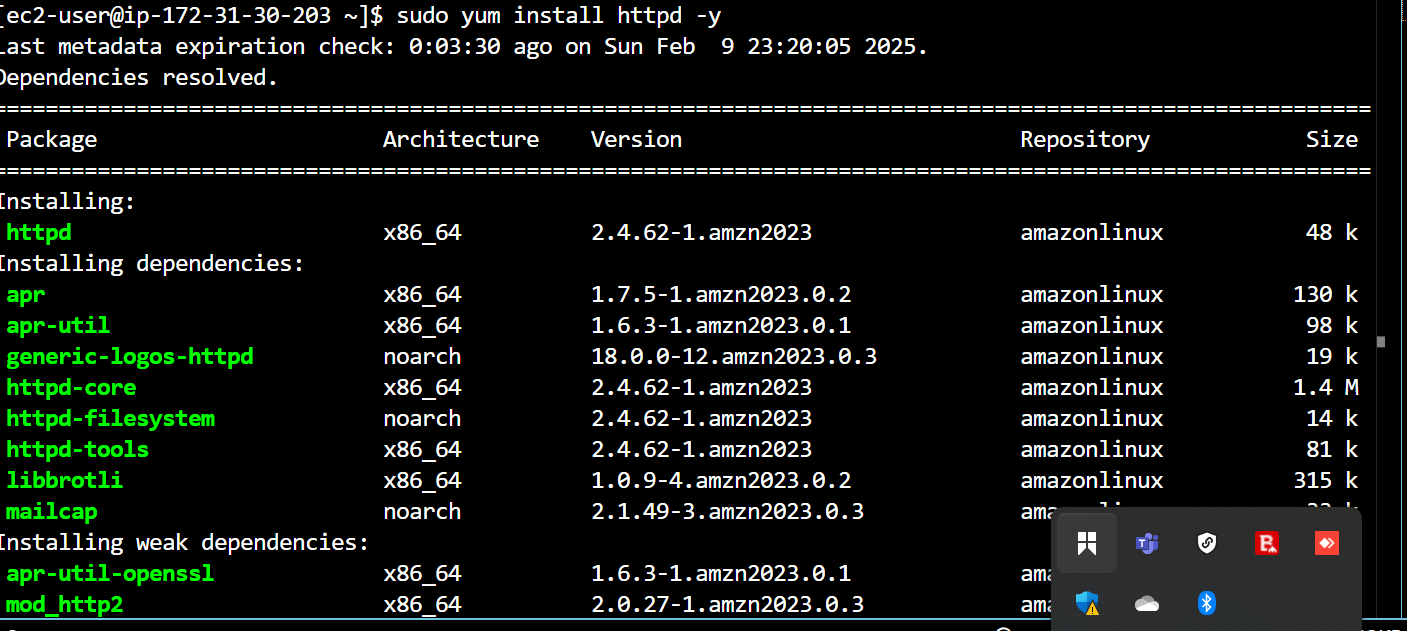 [ec2-user@ip-172-31-30-203 ~]$ sudo yum install httpd -y
Last metadata expiration check: 0:03:30 ago on Sun Feb  9 23:20:05 2025.
Dependencies resolved.
================================================================================
Package Architecture Version Repository Size
================================================================================
Installing:
httpd x86_64 2.4.62-1.amzn2023 amazonlinux 48 k
Installing dependencies:
apr x86_64 1.7.5-1.amzn2023.0.2 amazonlinux 130 k
apr-util x86_64 1.6.3-1.amzn2023.0.1 amazonlinux 98 k
generic-logos-httpd noarch 18.0.0-12.amzn2023.0.3 amazonlinux 19 k
httpd-core x86_64 2.4.62-1.amzn2023 amazonlinux 1.4 M
httpd-filesystem noarch 2.4.62-1.amzn2023 amazonlinux 14 k
httpd-tools x86_64 2.4.62-1.amzn2023 amazonlinux 81 k
libbrotli x86_64 1.0.9-4.amzn2023.0.2 amazonlinux 315 k
mailcap noarch 2.1.49-3.amzn2023.0.3
Installing weak dependencies:
apr-util-openssl x86_64 1.6.3-1.amzn2023.0.1
mod_http2 x86_64 2.0.27-1.amzn2023.0.3